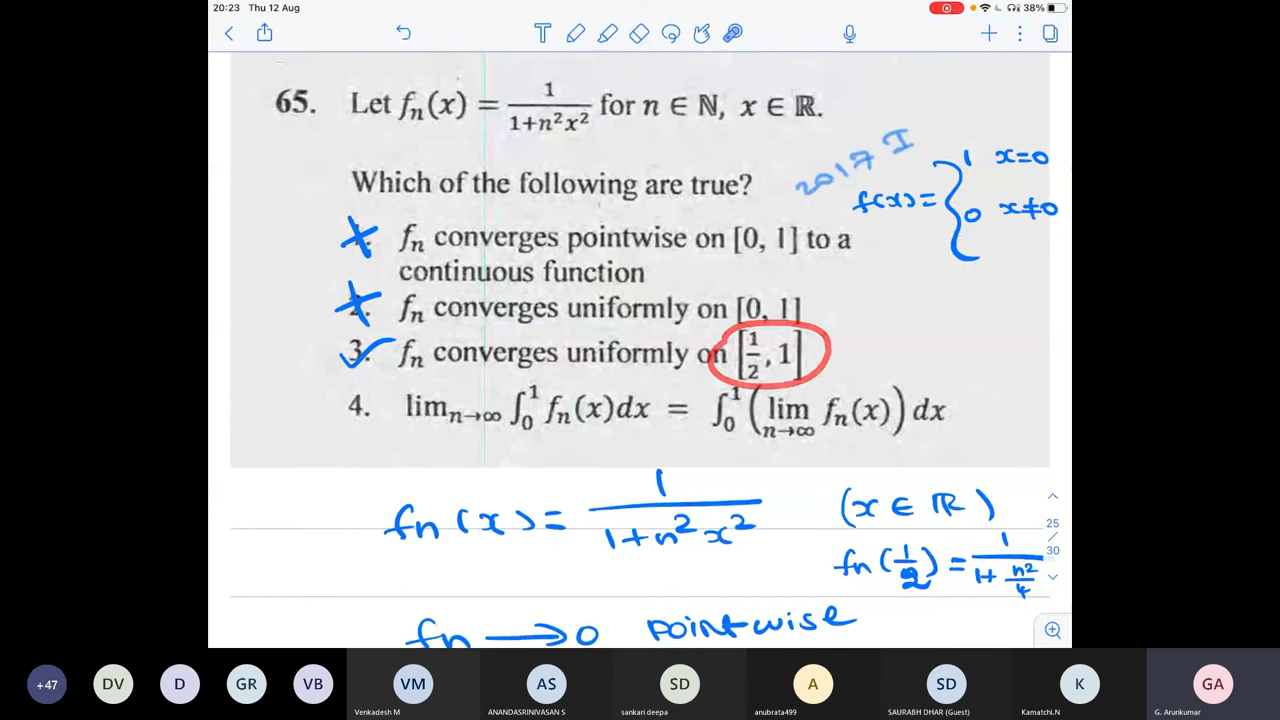 20:23 Thu 12 Aug
38%
65. Let fₙ(x) = 1/(1+n²x²) for n ∈ ℕ, x ∈ ℝ.
2017 I
f(x) = { 1 x=0
0 x≠0
Which of the following are true?
1. fₙ converges pointwise on [0, 1] to a
continuous function
2. fₙ converges uniformly on [0, 1]
3. fₙ converges uniformly on [1/2, 1]
4. limₙ→∞ ∫₀¹ fₙ(x)dx = ∫₀¹ (lim n→∞ fₙ(x)) dx
fn(x) = 1/(1+n²x²) (x ∈ ℝ)
25/30
fn(1/2) = 1/(1+n²/4)
fn → 0 pointwise
+47 DV D GR VB VM AS SD A SD K GA
Venkadesh M ANANDASRINIVASAN S sankari deepa anubrata499 SAURABH DHAR (Guest) Kamatchi.N G. Arunkumar